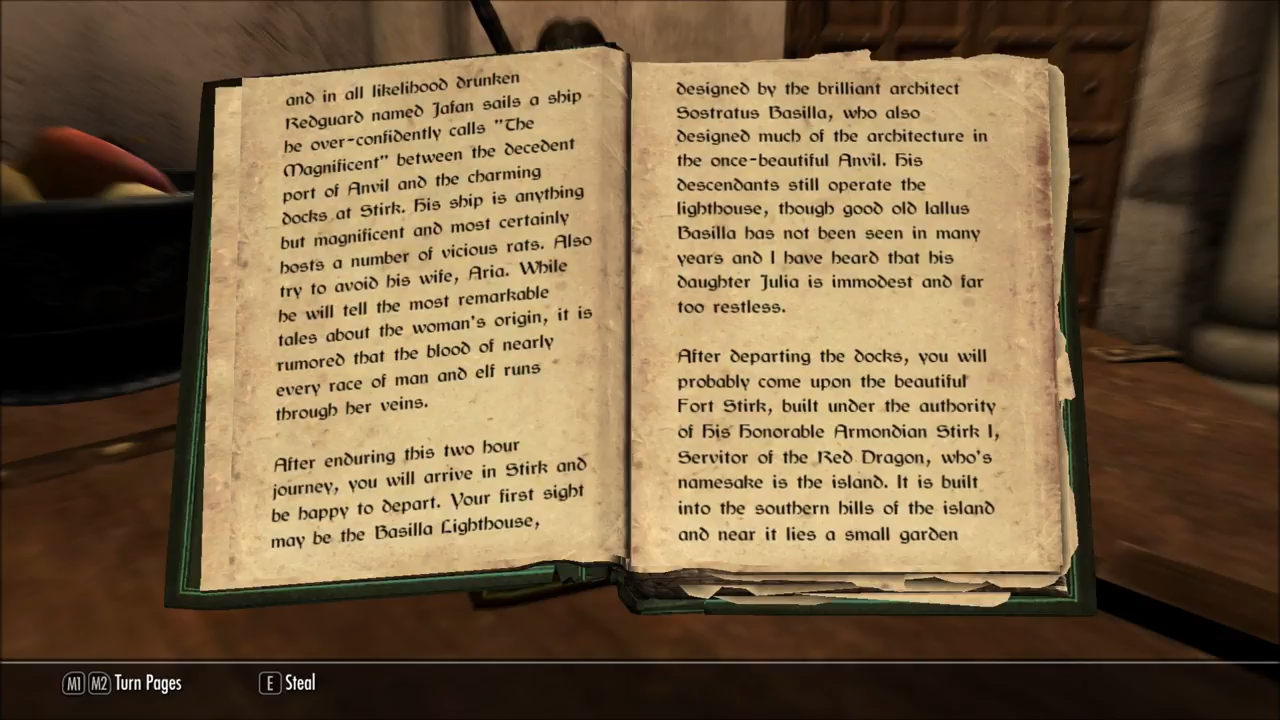 and in all likelihood drunken
Redguard named Jafan sails a ship
he over-confidently calls "The
Magnificent" between the decedent
port of Anvil and the charming
docks at Stirk. His ship is anything
but magnificent and most certainly
hosts a number of vicious rats. Also
try to avoid his wife, Aria. While
he will tell the most remarkable
tales about the woman's origin, it is
rumored that the blood of nearly
every race of man and elf runs
through her veins.
After enduring this two hour
journey, you will arrive in Stirk and
be happy to depart. Your first sight
may be the Basilla Lighthouse,
designed by the brilliant architect
Sostratus Basilla, who also
designed much of the architecture in
the once-beautiful Anvil. His
descendants still operate the
lighthouse, though good old lallus
Basilla has not been seen in many
years and I have heard that his
daughter Julia is immodest and far
too restless.
After departing the docks, you will
probably come upon the beautiful
Fort Stirk, built under the authority
of His Honorable Armondian Stirk I,
Servitor of the Red Dragon, who's
namesake is the island. It is built
into the southern hills of the island
and near it lies a small garden
M1 M2 Turn Pages E Steal